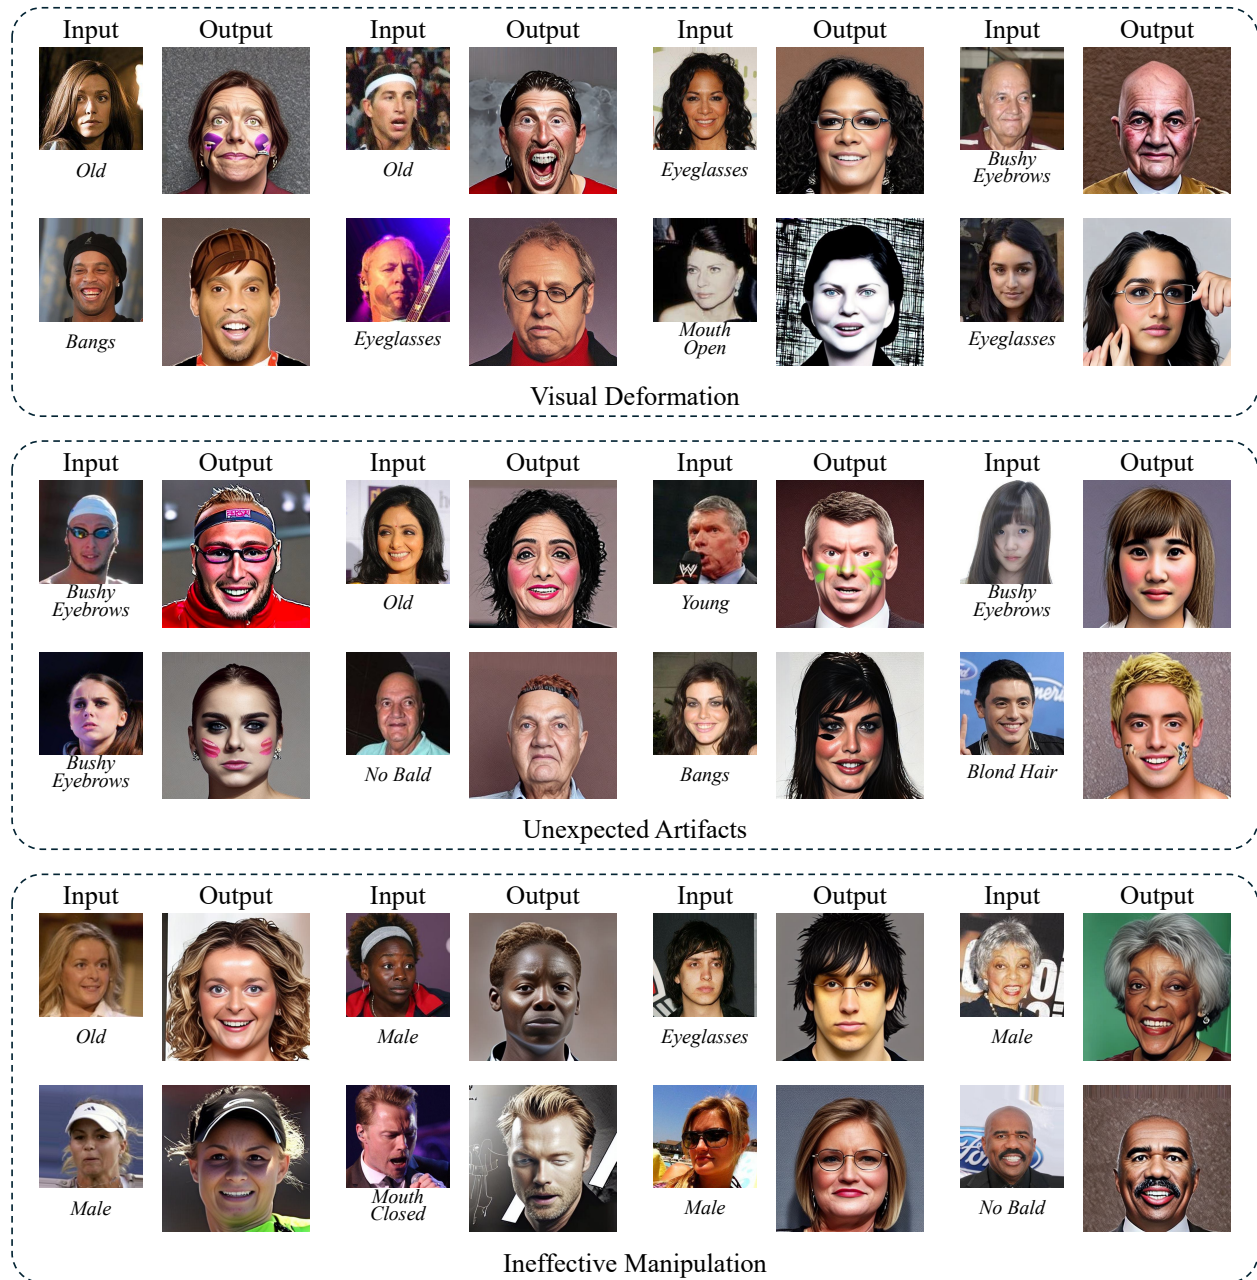 Input Output Input Output Input Output Input Output
Old Old Eyeglasses Bushy
Eyebrows
Bangs Eyeglasses Mouth
Open Eyeglasses
Visual Deformation
Input Output Input Output Input Output Input Output
Bushy
Eyebrows Old Young Bushy
Eyebrows
Bushy
Eyebrows No Bald Bangs Blond Hair
Unexpected Artifacts
Input Output Input Output Input Output Input Output
Old Male Eyeglasses Male
Male Mouth
Closed Male No Bald
Ineffective Manipulation